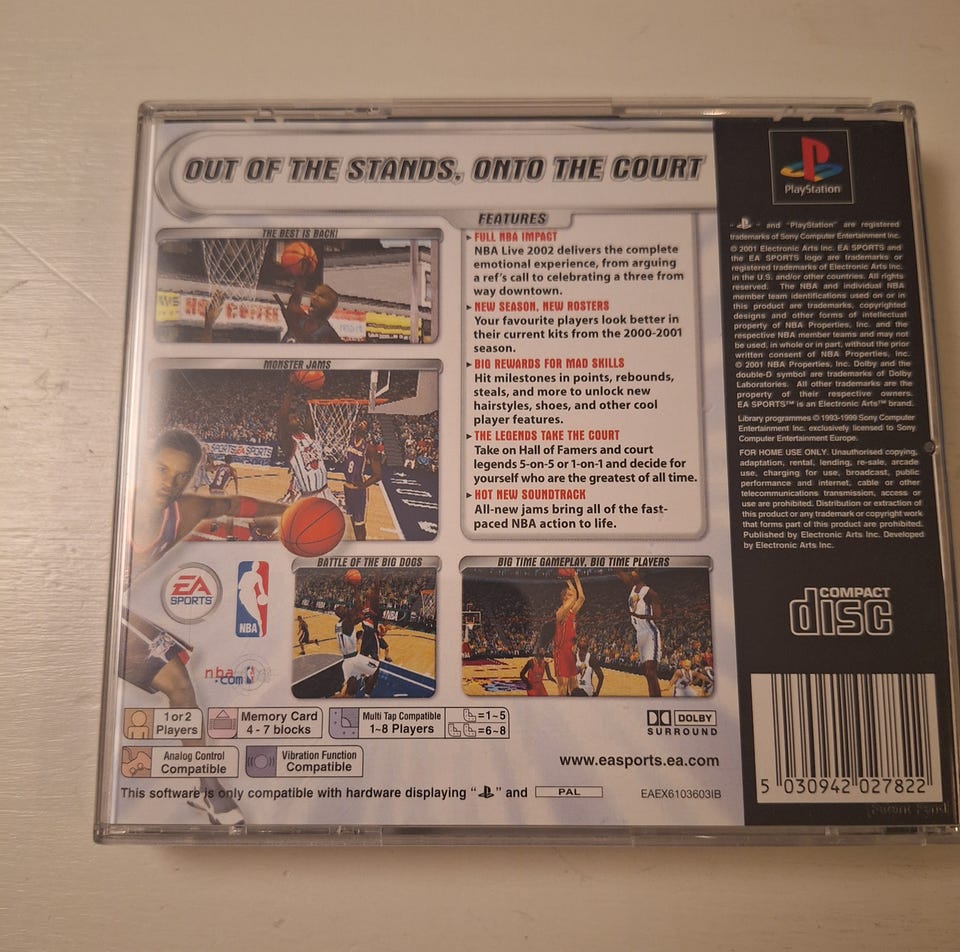 OUT OF THE STANDS, ONTO THE COURT
FEATURES
THE BEST IS BACK!
HOT COFFEE
MONSTER JAMS
SPORTS EA SPORTS
8
FULL NBA IMPACT
NBA Live 2002 delivers the complete
emotional experience, from arguing
a ref's call to celebrating a three from
way downtown.
NEW SEASON, NEW ROSTERS
Your favourite players look better in
their current kits from the 2000-2001
season.
BIG REWARDS FOR MAD SKILLS
Hit milestones in points, rebounds,
steals, and more to unlock new
hairstyles, shoes, and other cool
player features.
THE LEGENDS TAKE THE COURT
Take on Hall of Famers and court
legends 5-on-5 or 1-on-1 and decide for
yourself who are the greatest of all time.
HOT NEW SOUNDTRACK
All-new jams bring all of the fast-
paced NBA action to life.
BATTLE OF THE BIG DOGS
BIG TIME GAMEPLAY, BIG TIME PLAYERS
EA
SPORTS
NBA
nba
.com
1 or 2
Players
Memory Card
4 - 7 blocks
Multi Tap Compatible
1~8 Players
=1~5
=6~8
Analog Control
Compatible
Vibration Function
Compatible
DOLBY
SURROUND
www.easports.ea.com
This software is only compatible with hardware displaying " " and PAL
EAEX6103603IB
PlayStation
" " and "PlayStation" are registered
trademarks of Sony Computer Entertainment Inc.
© 2001 Electronic Arts Inc. EA SPORTS and
the EA SPORTS logo are trademarks or
registered trademarks of Electronic Arts Inc.
in the U.S. and/or other countries. All rights
reserved. The NBA and individual NBA
member team identifications used on or in
this product are trademarks, copyrighted
designs and other forms of intellectual
property of NBA Properties, Inc. and the
respective NBA member teams and may not
be used, in whole or in part, without the prior
written consent of NBA Properties, Inc.
© 2001 NBA Properties, Inc. Dolby and the
double-D symbol are trademarks of Dolby
Laboratories. All other trademarks are the
property of their respective owners.
EA SPORTS™ is an Electronic Arts™ brand.
Library programmes © 1993-1999 Sony Computer
Entertainment Inc. exclusively licensed to Sony
Computer Entertainment Europe.
FOR HOME USE ONLY. Unauthorised copying,
adaptation, rental, lending, re-sale, arcade
use, charging for use, broadcast, public
performance and internet, cable or other
telecommunications transmission, access or
use are prohibited. Distribution or extraction of
this product or any trademark or copyright work
that forms part of this product are prohibited.
Published by Electronic Arts Inc. Developed
by Electronic Arts Inc.
COMPACT
disc
5 030942 027822